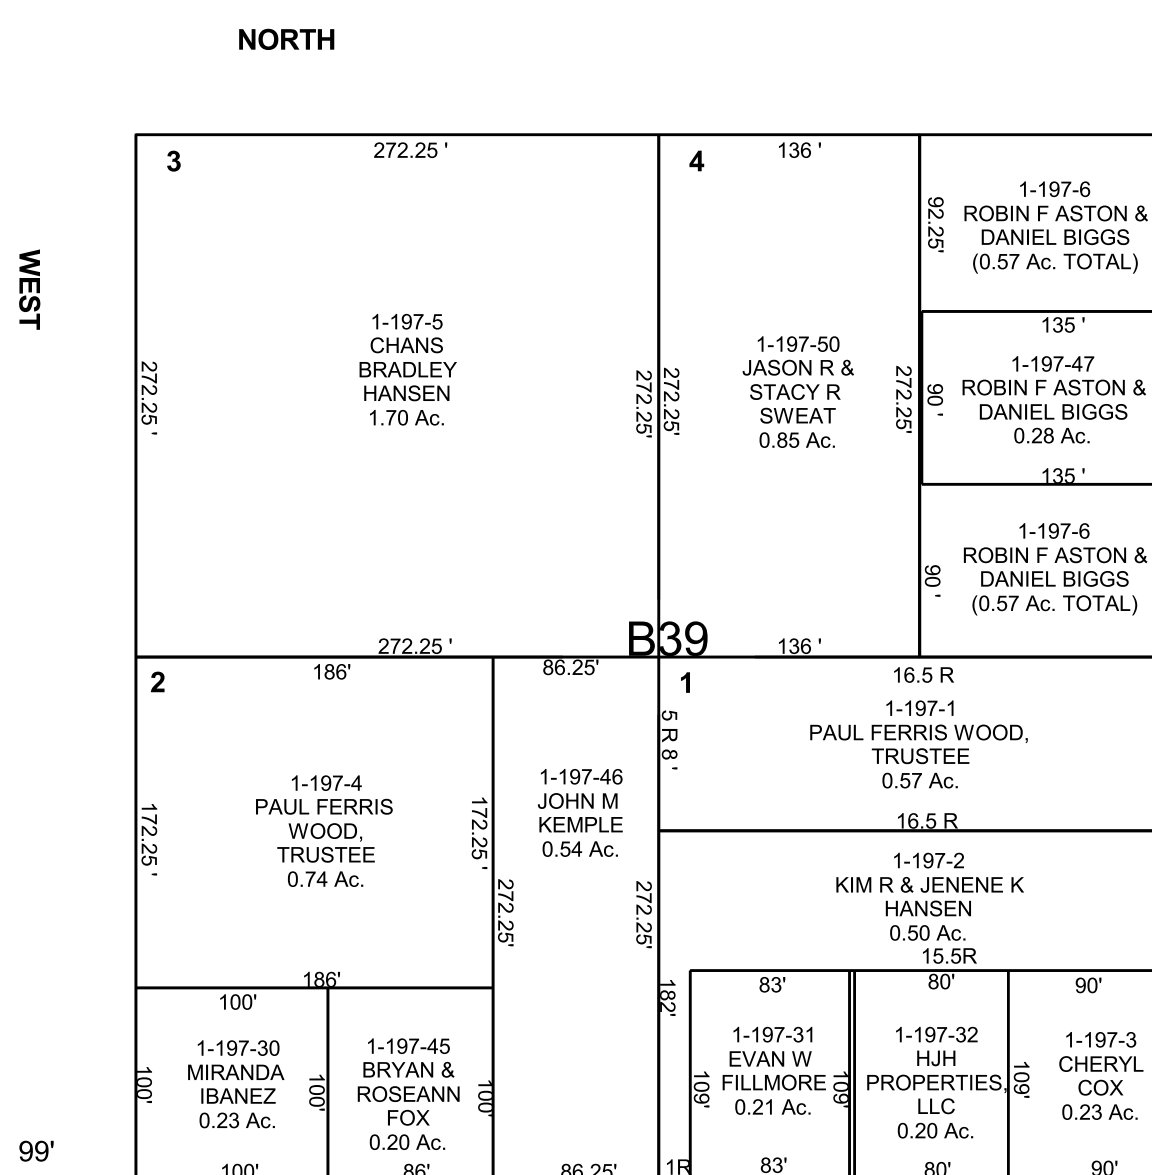 NORTH
WEST
3
272.25 '
272.25 '
1-197-5
CHANS
BRADLEY
HANSEN
1.70 Ac.
272.25'
272.25 '
4
136 '
272.25'
1-197-50
JASON R &
STACY R
SWEAT
0.85 Ac.
272.25'
136 '
92.25'
1-197-6
ROBIN F ASTON &
DANIEL BIGGS
(0.57 Ac. TOTAL)
135 '
90 '
1-197-47
ROBIN F ASTON &
DANIEL BIGGS
0.28 Ac.
135 '
90 '
1-197-6
ROBIN F ASTON &
DANIEL BIGGS
(0.57 Ac. TOTAL)
B39
2
186'
172.25 '
1-197-4
PAUL FERRIS
WOOD,
TRUSTEE
0.74 Ac.
172.25 '
186'
86.25'
1-197-46
JOHN M
KEMPLE
0.54 Ac.
272.25'
272.25'
86.25'
1
16.5 R
5 R 8 '
1-197-1
PAUL FERRIS WOOD,
TRUSTEE
0.57 Ac.
16.5 R
1-197-2
KIM R & JENENE K
HANSEN
0.50 Ac.
15.5R
182'
1R
100'
100'
1-197-30
MIRANDA
IBANEZ
0.23 Ac.
100'
100'
1-197-45
BRYAN &
ROSEANN
FOX
0.20 Ac.
100'
86'
83'
109'
1-197-31
EVAN W
FILLMORE
0.21 Ac.
109'
83'
80'
1-197-32
HJH
PROPERTIES,
LLC
0.20 Ac.
109'
80'
90'
1-197-3
CHERYL
COX
0.23 Ac.
90'
99'